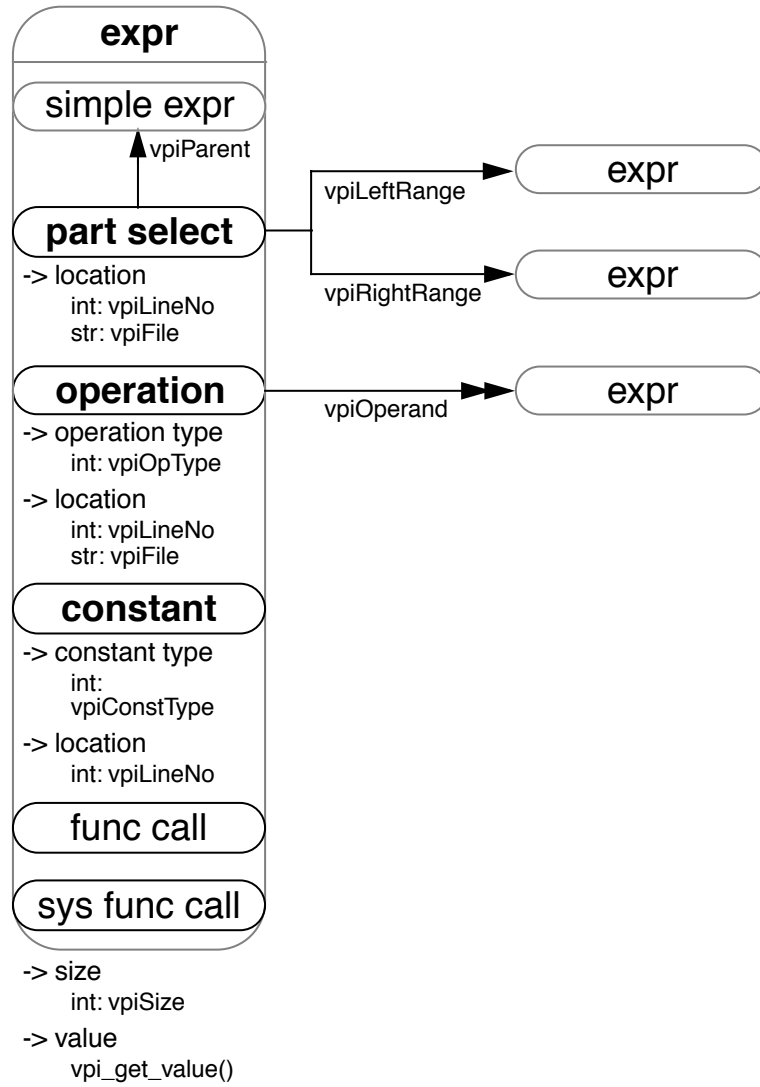 expr
simple expr
vpiParent
part select
-> location
int: vpiLineNo
str: vpiFile
vpiLeftRange
expr
vpiRightRange
expr
operation
-> operation type
int: vpiOpType
-> location
int: vpiLineNo
str: vpiFile
vpiOperand
expr
constant
-> constant type
int:
vpiConstType
-> location
int: vpiLineNo
func call
sys func call
-> size
int: vpiSize
-> value
vpi_get_value()